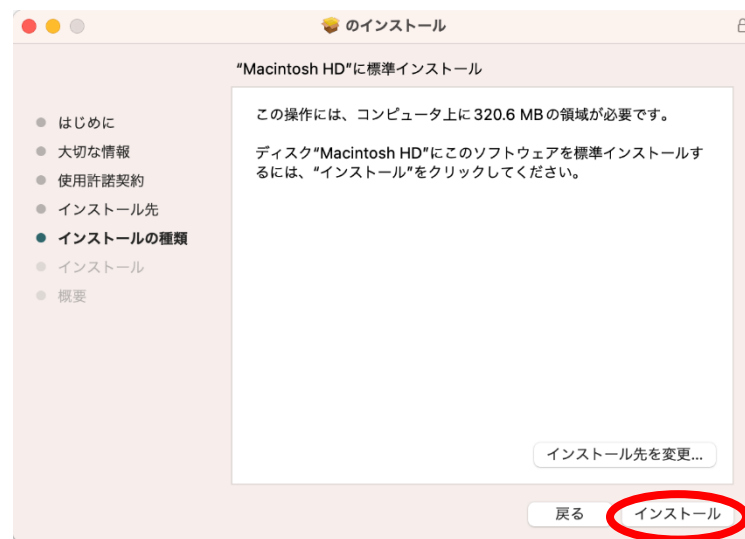 のインストール
“Macintosh HD”に標準インストール
はじめに
大切な情報
使用許諾契約
インストール先
インストールの種類
インストール
概要
この操作には、コンピュータ上に320.6 MBの領域が必要です。
ディスク“Macintosh HD”にこのソフトウェアを標準インストールす
るには、“インストール”をクリックしてください。
インストール先を変更...
戻る
インストール